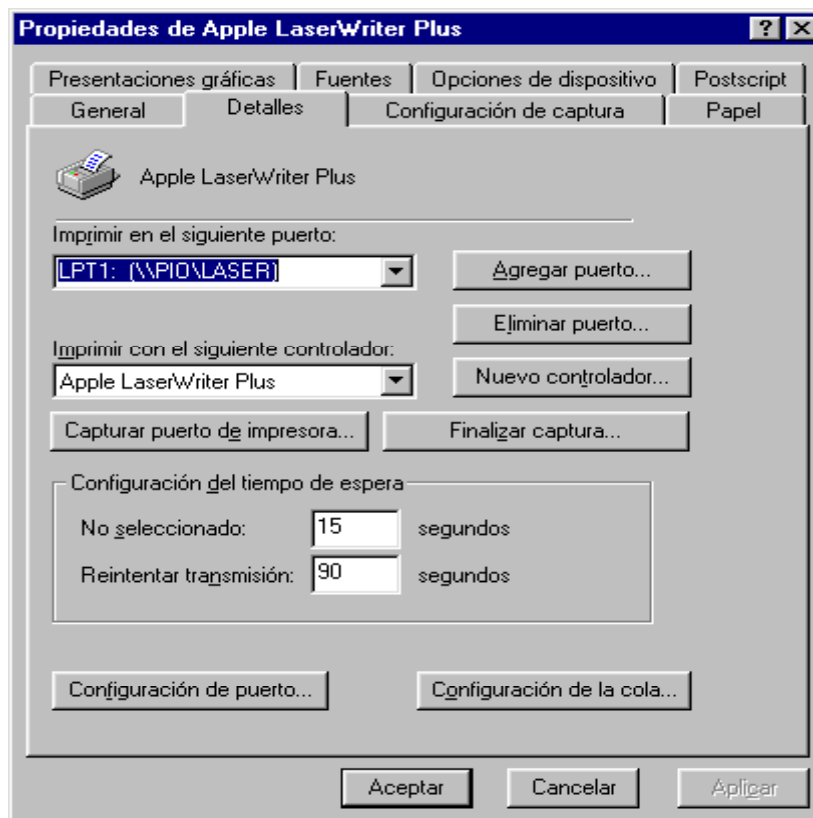 Propiedades de Apple LaserWriter Plus
Presentaciones gráficas Fuentes Opciones de dispositivo Postscript
General Detalles Configuración de captura Papel
Apple LaserWriter Plus
Imprimir en el siguiente puerto:
LPT1: (\\PIO\LASER) Agregar puerto...
Eliminar puerto...
Imprimir con el siguiente controlador:
Apple LaserWriter Plus Nuevo controlador...
Capturar puerto de impresora... Finalizar captura...
Configuración del tiempo de espera
No seleccionado: 15 segundos
Reintentar transmisión: 90 segundos
Configuración de puerto... Configuración de la cola...
Aceptar Cancelar Aplicar